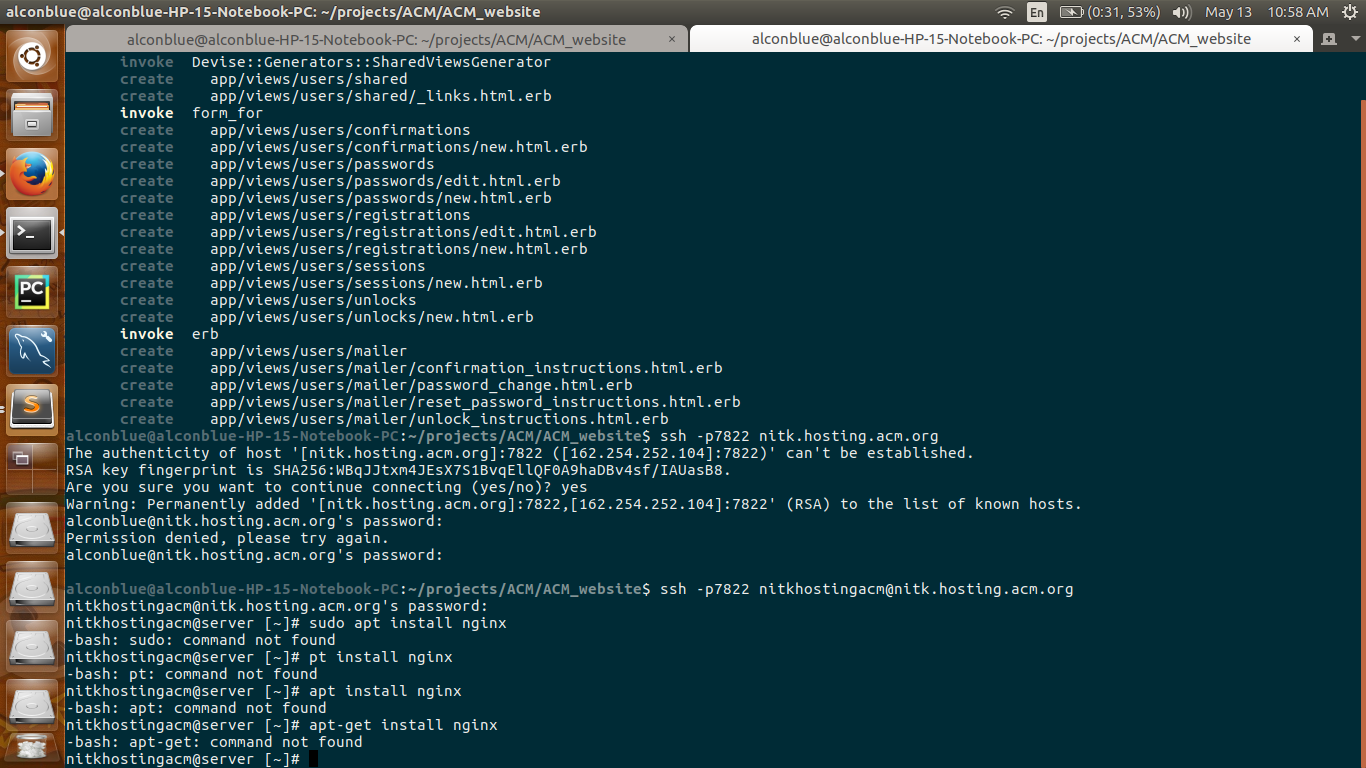 alconblue@alconblue-HP-15-Notebook-PC: ~/projects/ACM/ACM_website
En
(0:31, 53%)
May 13
10:58 AM
alconblue@alconblue-HP-15-Notebook-PC: ~/projects/ACM/ACM_website ×
alconblue@alconblue-HP-15-Notebook-PC: ~/projects/ACM/ACM_website ×
invoke  Devise::Generators::SharedViewsGenerator
create    app/views/users/shared
create    app/views/users/shared/_links.html.erb
invoke  form_for
create    app/views/users/confirmations
create    app/views/users/confirmations/new.html.erb
create    app/views/users/passwords
create    app/views/users/passwords/edit.html.erb
create    app/views/users/passwords/new.html.erb
create    app/views/users/registrations
create    app/views/users/registrations/edit.html.erb
create    app/views/users/registrations/new.html.erb
create    app/views/users/sessions
create    app/views/users/sessions/new.html.erb
create    app/views/users/unlocks
create    app/views/users/unlocks/new.html.erb
invoke  erb
create    app/views/users/mailer
create    app/views/users/mailer/confirmation_instructions.html.erb
create    app/views/users/mailer/password_change.html.erb
create    app/views/users/mailer/reset_password_instructions.html.erb
create    app/views/users/mailer/unlock_instructions.html.erb
alconblue@alconblue-HP-15-Notebook-PC:~/projects/ACM/ACM_website$ ssh -p7822 nitk.hosting.acm.org
The authenticity of host '[nitk.hosting.acm.org]:7822 ([162.254.252.104]:7822)' can't be established.
RSA key fingerprint is SHA256:WBqJJtxm4JEsX7S1BvqEllQF0A9haDBv4sf/IAUasB8.
Are you sure you want to continue connecting (yes/no)? yes
Warning: Permanently added '[nitk.hosting.acm.org]:7822,[162.254.252.104]:7822' (RSA) to the list of known hosts.
alconblue@nitk.hosting.acm.org's password:
Permission denied, please try again.
alconblue@nitk.hosting.acm.org's password:
alconblue@alconblue-HP-15-Notebook-PC:~/projects/ACM/ACM_website$ ssh -p7822 nitkhostingacm@nitk.hosting.acm.org
nitkhostingacm@nitk.hosting.acm.org's password:
nitkhostingacm@server [~]# sudo apt install nginx
-bash: sudo: command not found
nitkhostingacm@server [~]# pt install nginx
-bash: pt: command not found
nitkhostingacm@server [~]# apt install nginx
-bash: apt: command not found
nitkhostingacm@server [~]# apt-get install nginx
-bash: apt-get: command not found
nitkhostingacm@server [~]#
>_
PC
S